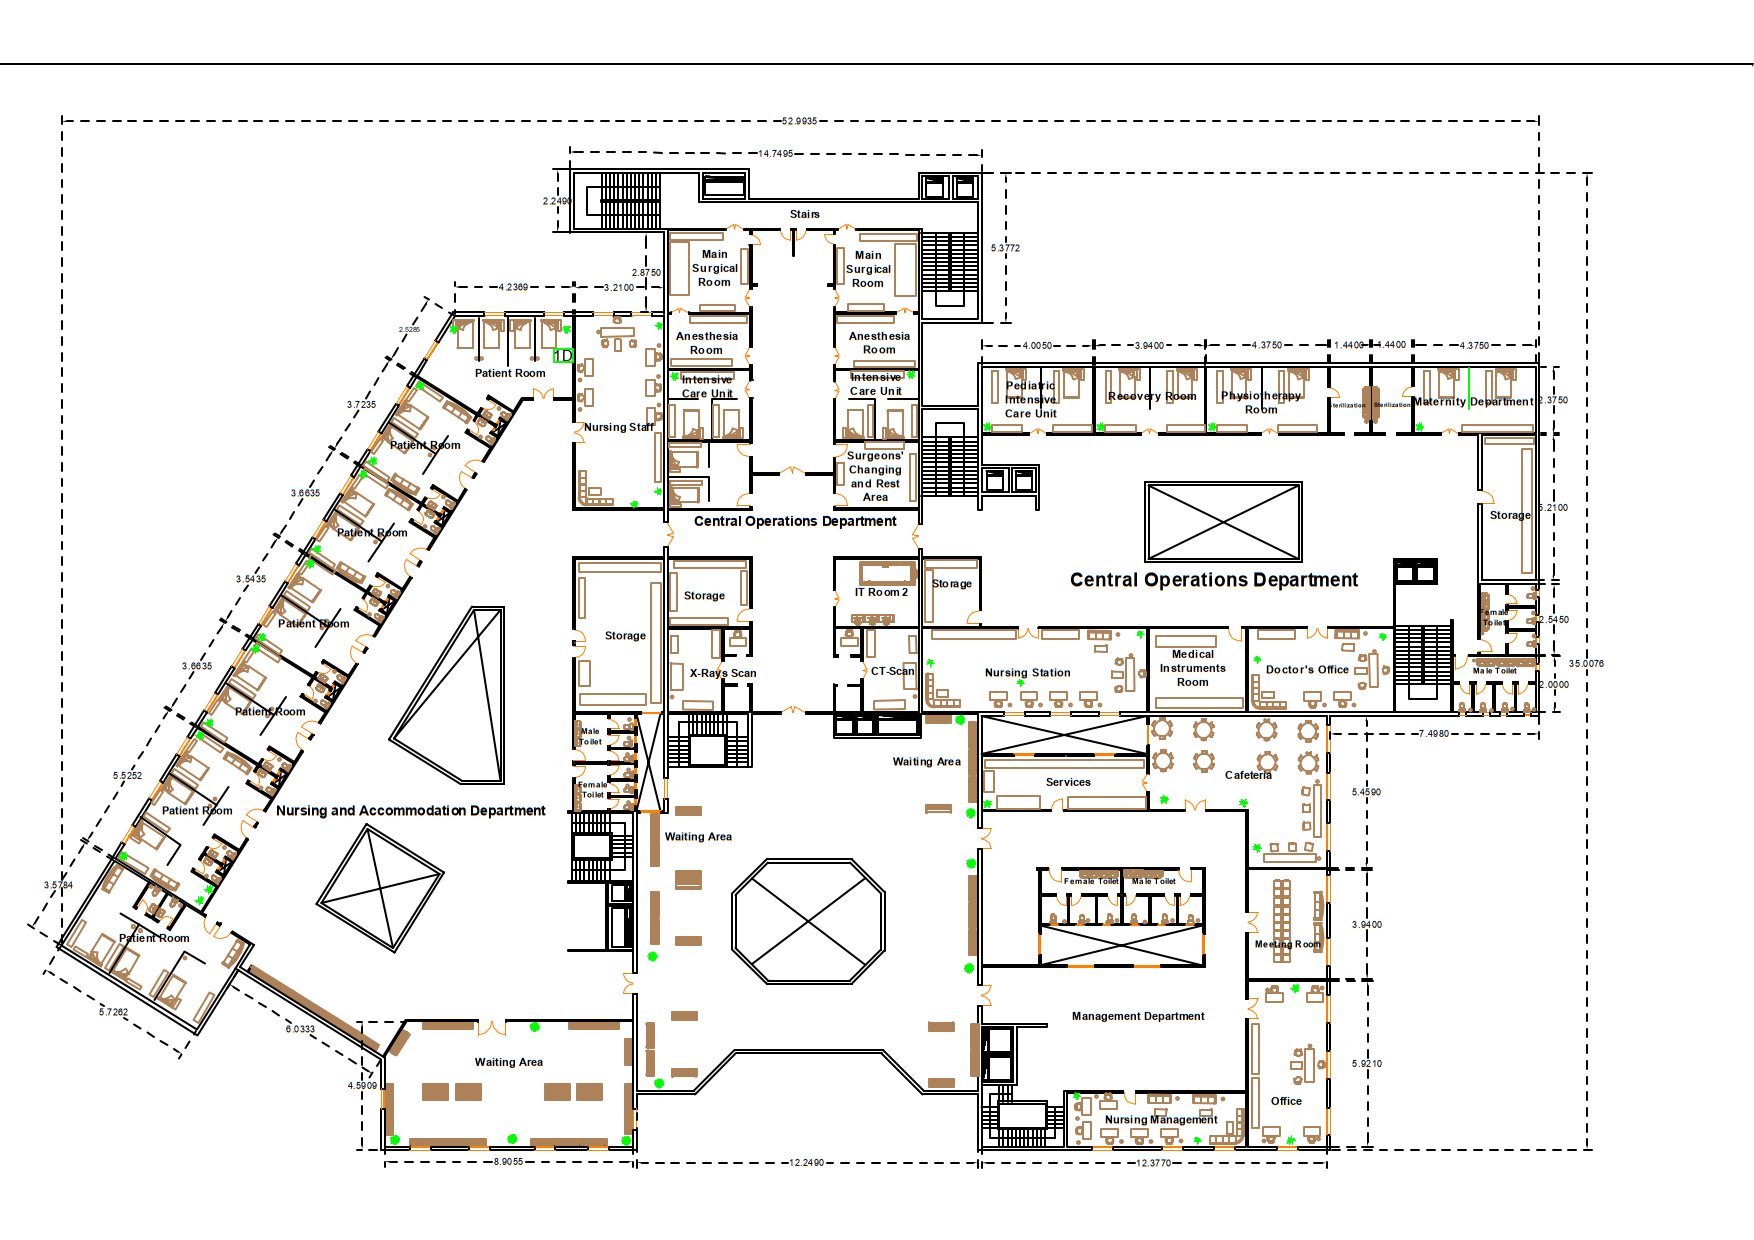 52.9935
14.7495
2.2490
Stairs
5.3772
Main
Surgical
Room
Main
Surgical
Room
2.8750
4.2369
3.2100
2.5285
Anesthesia
Room
Anesthesia
Room
1D
Patient Room
Intensive
Care Unit
Intensive
Care Unit
4.0050
3.9400
4.3750
1.4400
1.4400
4.3750
Pediatric
Intensive
Care Unit
Recovery Room
Physiotherapy
Room
Sterilization
Sterilization
Maternity Department
2.3750
3.7235
Patient Room
Nursing Staff
Surgeons'
Changing
and Rest
Area
3.6635
Patient Room
Central Operations Department
Storage
5.2100
3.5435
Patient Room
Storage
Storage
IT Room 2
Storage
Central Operations Department
Female
Toilet
2.5450
3.6635
Patient Room
X-Rays Scan
CT-Scan
Nursing Station
Medical
Instruments
Room
Doctor's Office
Male Toilet
35.0076
2.0000
7.4980
Male
Toilet
Female
Toilet
Waiting Area
Services
Cafeteria
5.4590
5.5252
Patient Room
Nursing and Accommodation Department
Waiting Area
Female Toilet
Male Toilet
3.5784
Patient Room
Meeting Room
3.9400
5.7262
6.0333
Management Department
Waiting Area
4.5909
5.9210
Office
Nursing Management
8.9055
12.2490
12.3770